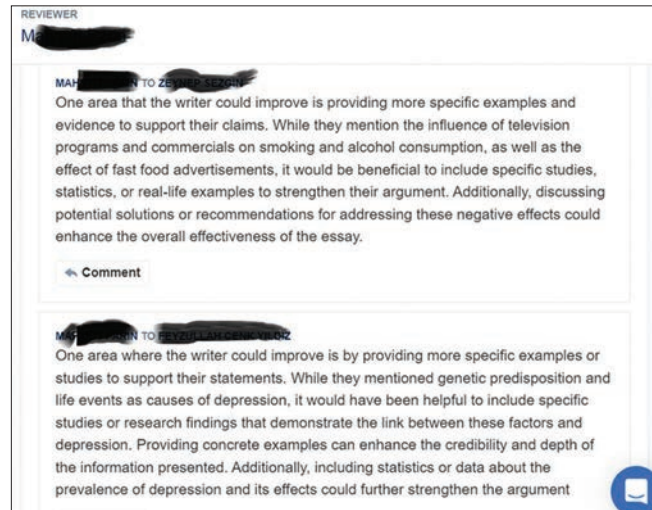 REVIEWER
TO
One area that the writer could improve is providing more specific examples and
evidence to support their claims. While they mention the influence of television
programs and commercials on smoking and alcohol consumption, as well as the
effect of fast food advertisements, it would be beneficial to include specific studies,
statistics, or real-life examples to strengthen their argument. Additionally, discussing
potential solutions or recommendations for addressing these negative effects could
enhance the overall effectiveness of the essay.
Comment
TO
One area where the writer could improve is by providing more specific examples or
studies to support their statements. While they mentioned genetic predisposition and
life events as causes of depression, it would have been helpful to include specific
studies or research findings that demonstrate the link between these factors and
depression. Providing concrete examples can enhance the credibility and depth of
the information presented. Additionally, including statistics or data about the
prevalence of depression and its effects could further strengthen the argument